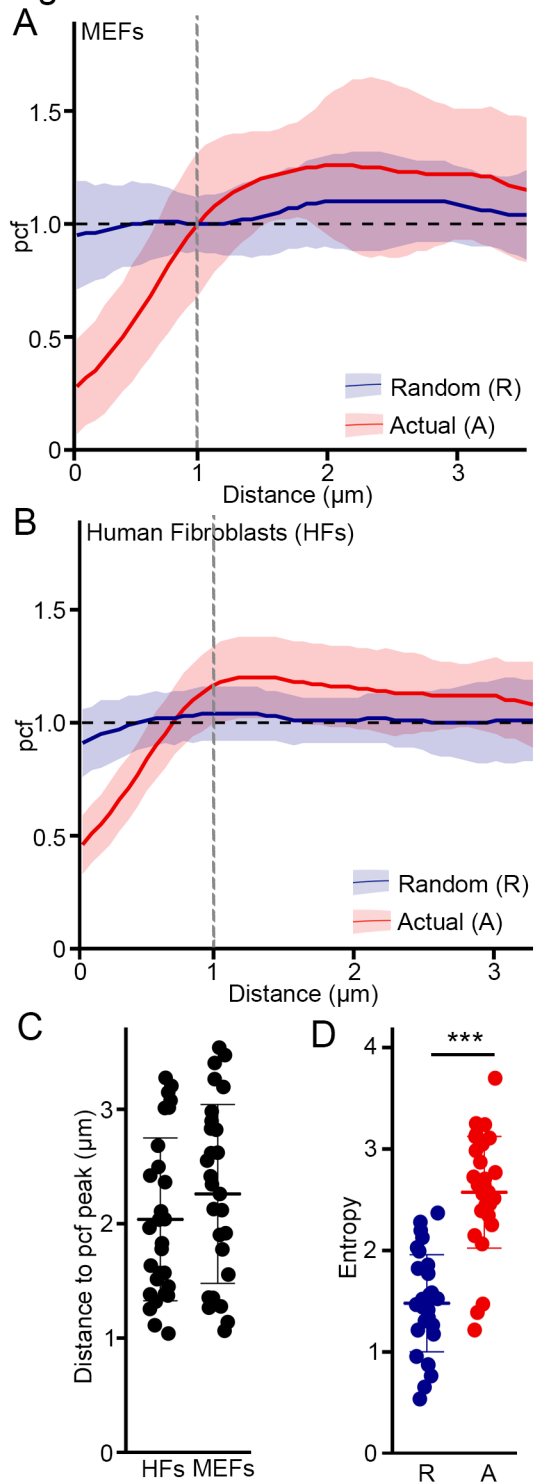 A
MEFs
1.5
1.0
0.5
0
pcf
Random (R)
Actual (A)
0 1 2 3
Distance (μm)
B
Human Fibroblasts (HFs)
1.5
1.0
0.5
0
pcf
Random (R)
Actual (A)
0 1 2 3
Distance (μm)
C
Distance to pcf peak (μm)
3
2
1
0
HFs MEFs
D
***
Entropy
4
3
2
1
0
R A